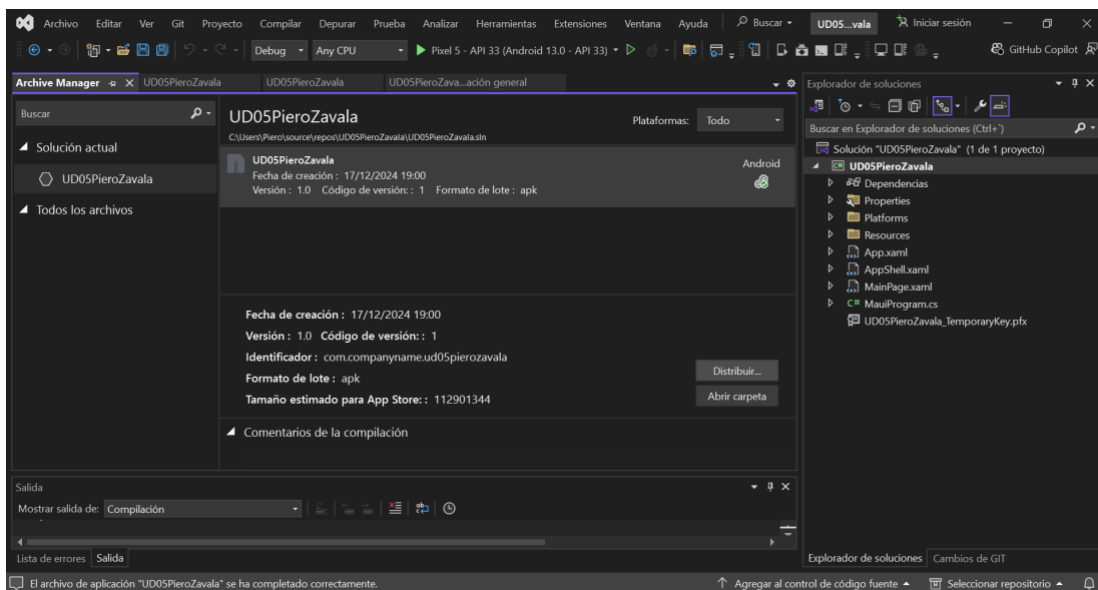 Archivo Editar Ver Git Proyecto Compilar Depurar Prueba Analizar Herramientas Extensiones Ventana Ayuda Buscar UD05...vala Iniciar sesión
Debug Any CPU Pixel 5 - API 33 (Android 13.0 - API 33) GitHub Copilot
Archive Manager UD05PieroZavala UD05PieroZavala UD05PieroZava...ación general
Explorador de soluciones
Buscar
UD05PieroZavala
Plataformas: Todo
C:\Users\Piero\source\repos\UD05PieroZavala\UD05PieroZavala.sln
Solución actual
UD05PieroZavala
Todos los archivos
UD05PieroZavala
Android
Fecha de creación : 17/12/2024 19:00
Versión : 1.0 Código de versión: : 1 Formato de lote : apk
Fecha de creación : 17/12/2024 19:00
Versión : 1.0 Código de versión: : 1
Identificador : com.companyname.ud05pierozavala
Formato de lote : apk
Tamaño estimado para App Store: : 112901344
Distribuir...
Abrir carpeta
Comentarios de la compilación
Buscar en Explorador de soluciones (Ctrl+`)
Solución "UD05PieroZavala" (1 de 1 proyecto)
UD05PieroZavala
Dependencias
Properties
Platforms
Resources
App.xaml
AppShell.xaml
MainPage.xaml
C# MauiProgram.cs
UD05PieroZavala_TemporaryKey.pfx
Salida
Mostrar salida de: Compilación
Lista de errores Salida
Explorador de soluciones Cambios de GIT
El archivo de aplicación "UD05PieroZavala" se ha completado correctamente.
Agregar al control de código fuente Seleccionar repositorio